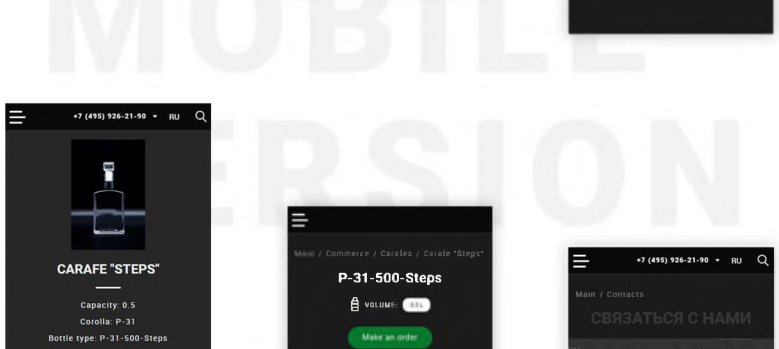 MOBILE
VERSION
+7 (495) 926-21-90 RU
CARAFE "STEPS"
Capacity: 0.5
Corolla: P-31
Bottle type: P-31-500-Steps
/ Commerce / Carafes / Carafe "Steps"
P-31-500-Steps
VOLUME: 0.5 L
Make an order
+7 (495) 926-21-90 RU
Main / Contacts
СВЯЗАТЬСЯ С НАМИ